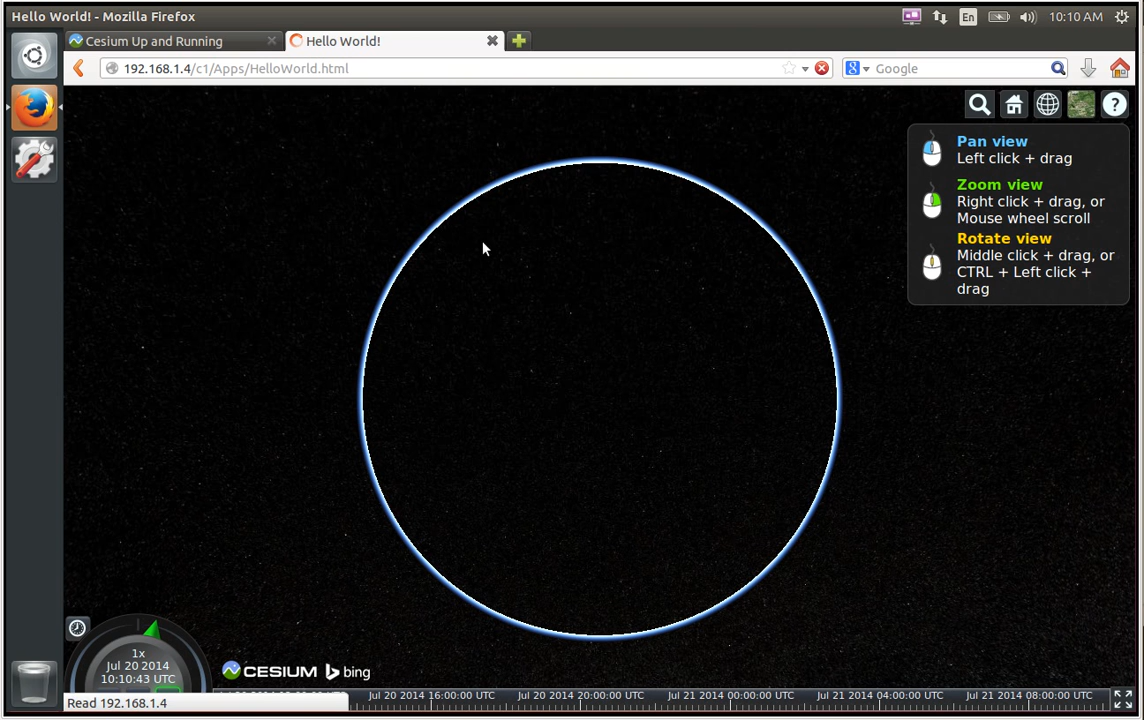 Hello World! - Mozilla Firefox
En
10:10 AM
Cesium Up and Running
Hello World!
192.168.1.4/c1/Apps/HelloWorld.html
Google
?
Pan view
Left click + drag
Zoom view
Right click + drag, or
Mouse wheel scroll
Rotate view
Middle click + drag, or
CTRL + Left click +
drag
1x
Jul 20 2014
10:10:43 UTC
CESIUM bing
Jul 20 2014 16:00:00 UTC
Jul 20 2014 20:00:00 UTC
Jul 21 2014 00:00:00 UTC
Jul 21 2014 04:00:00 UTC
Jul 21 2014 08:00:00 UTC
Read 192.168.1.4